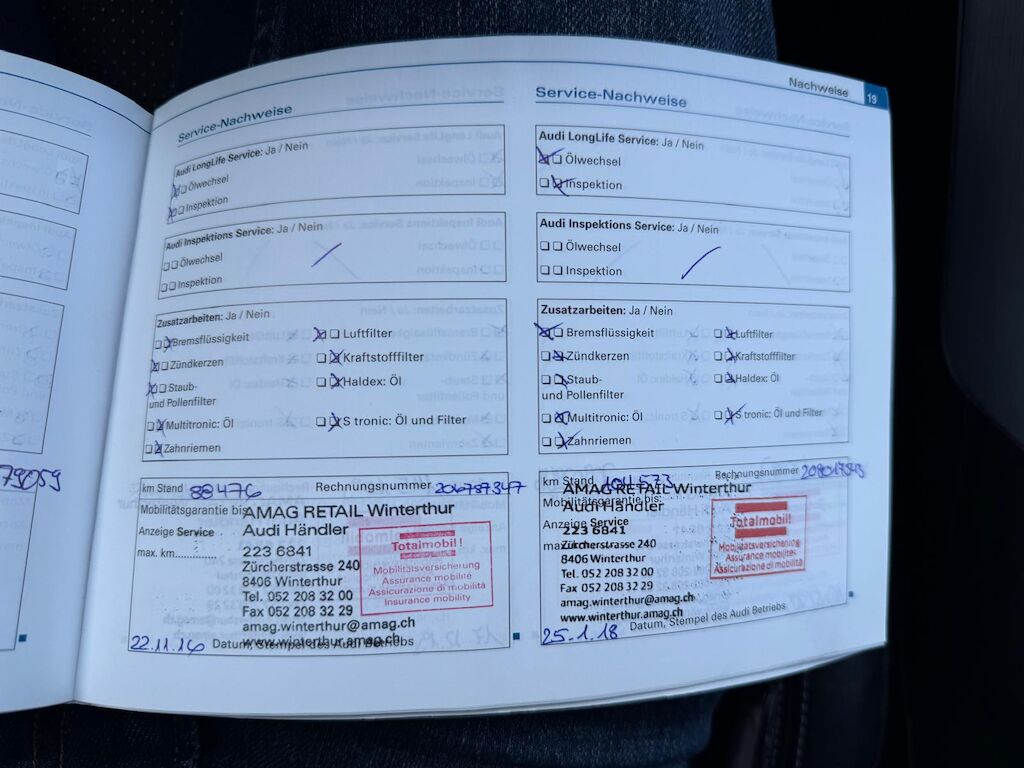 Nachweise 19
79059
Service-Nachweise
Audi LongLife Service: Ja / Nein
Ölwechsel
Inspektion
Audi Inspektions Service: Ja / Nein
Ölwechsel
Inspektion
Zusatzarbeiten: Ja / Nein
Bremsflüssigkeit Luftfilter
Zündkerzen Kraftstofffilter
Staub- Haldex: Öl
und Pollenfilter
Multitronic: Öl S tronic: Öl und Filter
Zahnriemen
km Stand 88476 Rechnungsnummer 206787347
Mobilitätsgarantie bis:
AMAG RETAIL Winterthur
Audi Händler
Anzeige Service
223 6841
max. km
Zürcherstrasse 240
8406 Winterthur
Tel. 052 208 32 00
Fax 052 208 32 29
amag.winterthur@amag.ch
www.winterthur.amag.ch
Totalmobil!
Mobilitätsversicherung
Assurance mobilité
Assicurazione di mobilità
Insurance mobility
22.11.16 Datum, Stempel des Audi Betriebs
Service-Nachweise
Audi LongLife Service: Ja / Nein
Ölwechsel
Inspektion
Audi Inspektions Service: Ja / Nein
Ölwechsel
Inspektion
Zusatzarbeiten: Ja / Nein
Bremsflüssigkeit Luftfilter
Zündkerzen Kraftstofffilter
Staub- Haldex: Öl
und Pollenfilter
Multitronic: Öl S tronic: Öl und Filter
Zahnriemen
km Stand 104573 Rechnungsnummer
Mobilitätsgarantie bis:
AMAG RETAIL Winterthur
Audi Händler
Anzeige Service
223 6841
Zürcherstrasse 240
8406 Winterthur
Tel. 052 208 32 00
Fax 052 208 32 29
amag.winterthur@amag.ch
www.winterthur.amag.ch
Totalmobil!
Mobilitätsversicherung
Assurance mobilité
Assicurazione di mobilità
25.1.18 Datum, Stempel des Audi Betriebs